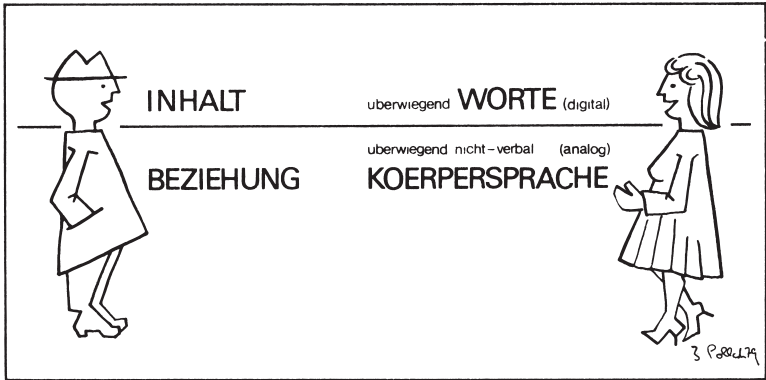 INHALT uberwiegend WORTE (digital)
uberwiegend nicht-verbal (analog)
BEZIEHUNG KOERPERSPRACHE